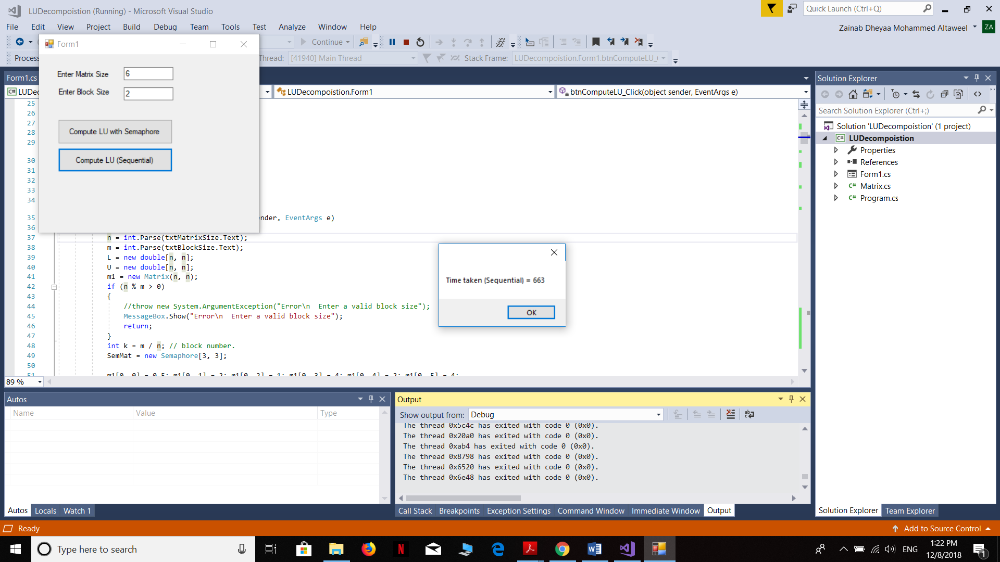 LUDecompoistion (Running) - Microsoft Visual Studio
Quick Launch (Ctrl+Q)
File Edit View Project Build Debug Team Tools Test Analyze Window Help
Zainab Dheyaa Mohammed Altaweel ZA
Continue
Process
Thread: [41940] Main Thread
Stack Frame: LUDecompoistion.Form1.btnComputeLU_
Form1
Enter Matrix Size 6
Enter Block Size 2
Compute LU with Semaphore
Compute LU (Sequential)
Form1.cs
LUDec
LUDecompoistion.Form1
btnComputeLU_Click(object sender, EventArgs e)
25
26
27
28
29
30
31
32
33
34
35 ender, EventArgs e)
36
37 n = int.Parse(txtMatrixSize.Text);
38 m = int.Parse(txtBlockSize.Text);
39 L = new double[n, n];
40 U = new double[n, n];
41 m1 = new Matrix(n, n);
42 if (n % m > 0)
43 {
44 //throw new System.ArgumentException("Error\n  Enter a valid block size");
45 MessageBox.Show("Error\n  Enter a valid block size");
46 return;
47 }
48 int k = m / n; // block number.
49 SemMat = new Semaphore[3, 3];
50
51 m1[0, 0] = 0.5; m1[0, 1] = 2; m1[0, 2] = 1; m1[0, 3] = 4; m1[0, 4] = 2; m1[0, 5] = 4;
89 %
Time taken (Sequential) = 663
OK
Solution Explorer
Search Solution Explorer (Ctrl+;)
Solution 'LUDecompoistion' (1 project)
C# LUDecompoistion
Properties
References
Form1.cs
C# Matrix.cs
C# Program.cs
Solution Explorer Team Explorer
Autos
Name Value Type
Autos Locals Watch 1
Output
Show output from: Debug
The thread 0x5c4c has exited with code 0 (0x0).
The thread 0x20a0 has exited with code 0 (0x0).
The thread 0xab4 has exited with code 0 (0x0).
The thread 0x8798 has exited with code 0 (0x0).
The thread 0x6520 has exited with code 0 (0x0).
The thread 0x6e48 has exited with code 0 (0x0).
Call Stack Breakpoints Exception Settings Command Window Immediate Window Output
Ready
Add to Source Control
Type here to search
ENG
1:22 PM
12/8/2018
1